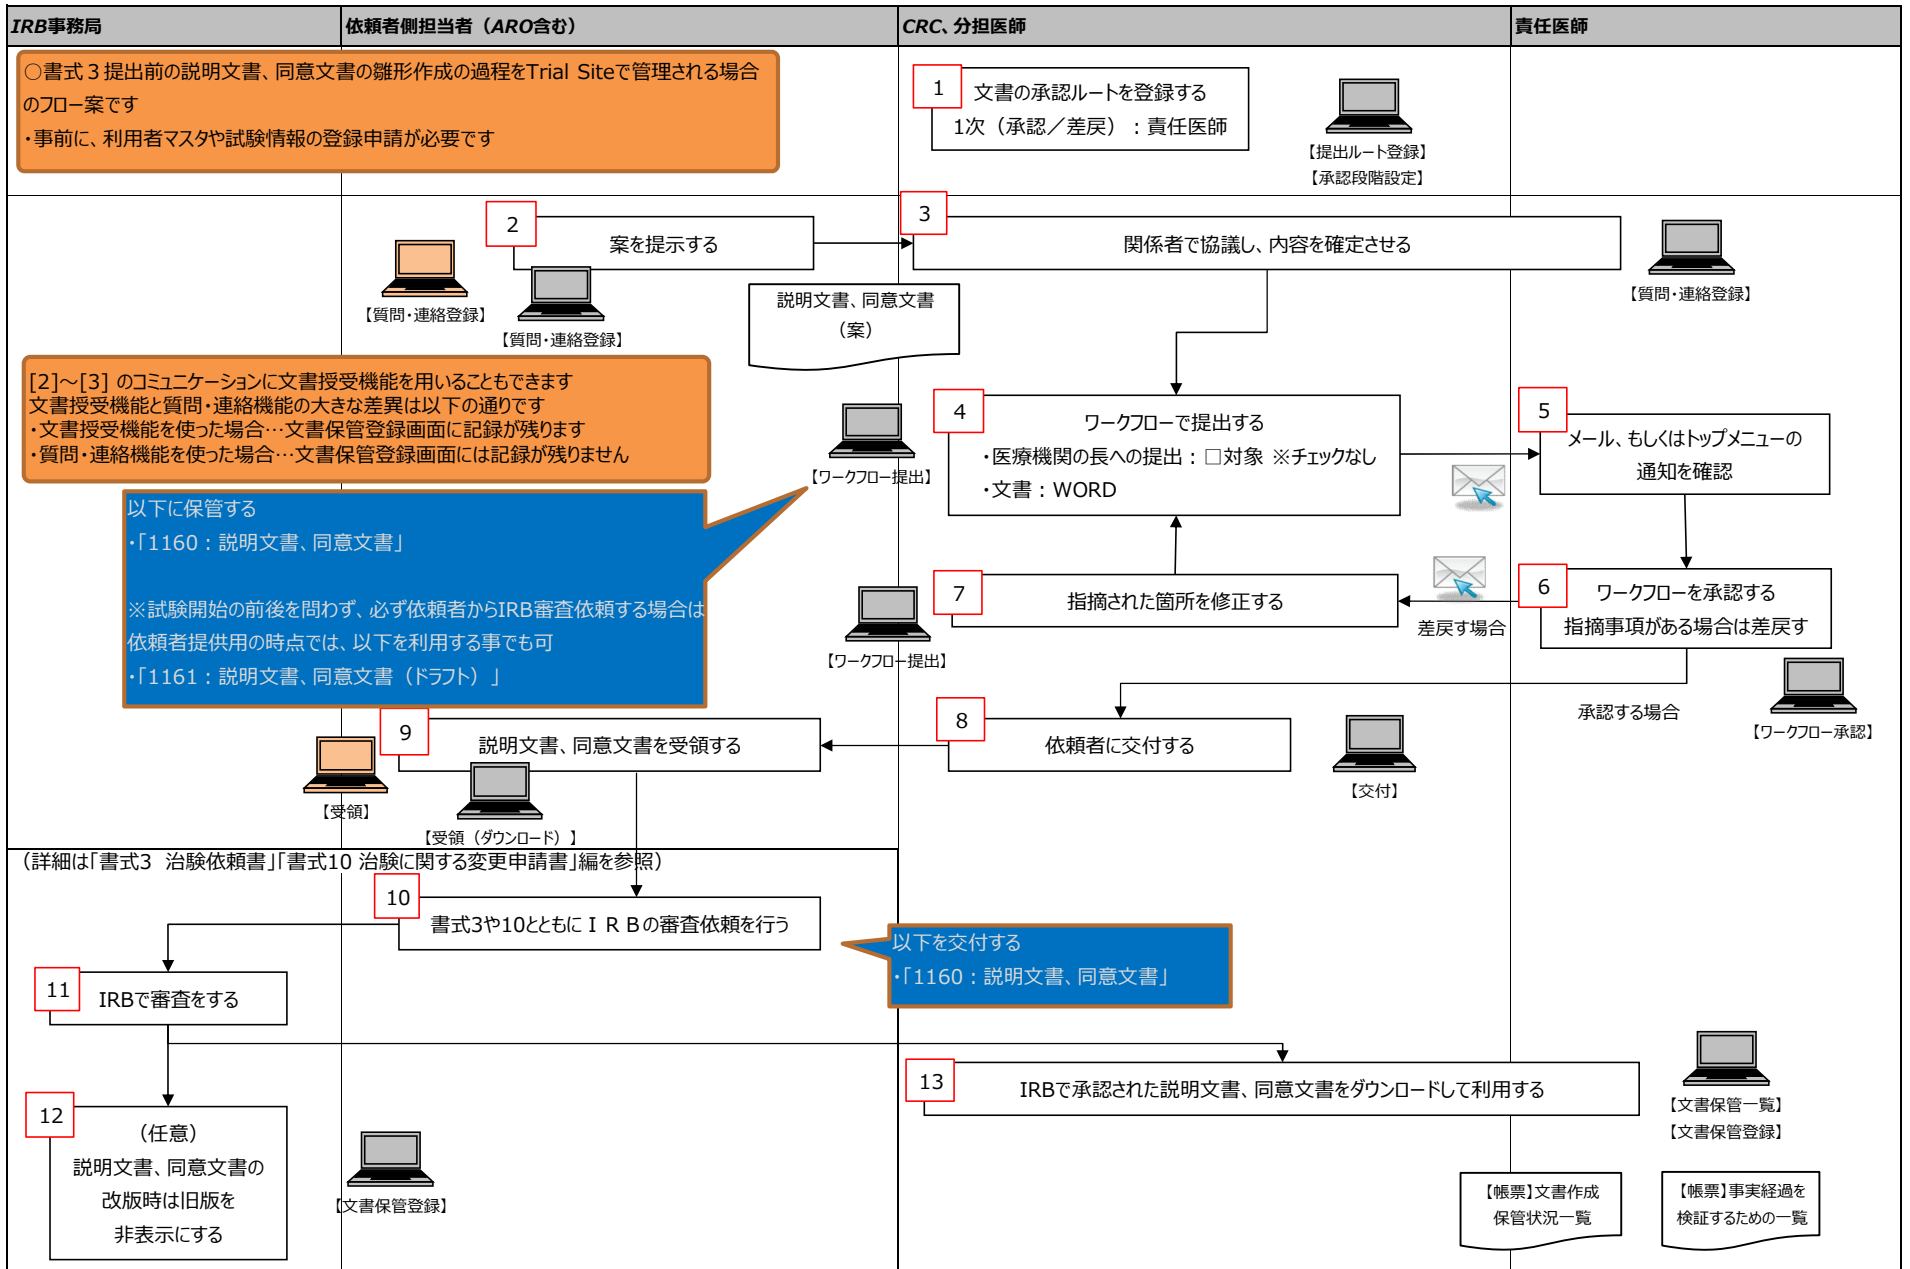 IRB事務局
依頼者側担当者（ARO含む）
CRC、分担医師
責任医師
○書式３提出前の説明文書、同意文書の雛形作成の過程をTrial Siteで管理される場合
のフロー案です
・事前に、利用者マスタや試験情報の登録申請が必要です
1
文書の承認ルートを登録する
1次（承認／差戻）：責任医師
【提出ルート登録】
【承認段階設定】
2
案を提示する
【質問・連絡登録】
【質問・連絡登録】
3
関係者で協議し、内容を確定させる
【質問・連絡登録】
説明文書、同意文書
（案）
[2]～[3] のコミュニケーションに文書授受機能を用いることもできます
文書授受機能と質問・連絡機能の大きな差異は以下の通りです
・文書授受機能を使った場合…文書保管登録画面に記録が残ります
・質問・連絡機能を使った場合…文書保管登録画面には記録が残りません
4
ワークフローで提出する
・医療機関の長への提出：□対象 ※チェックなし
・文書：WORD
【ワークフロー提出】
5
メール、もしくはトップメニューの
通知を確認
以下に保管する
・「1160：説明文書、同意文書」
※試験開始の前後を問わず、必ず依頼者からIRB審査依頼する場合は
依頼者提供用の時点では、以下を利用する事でも可
・「1161：説明文書、同意文書（ドラフト）」
6
ワークフローを承認する
指摘事項がある場合は差戻す
差戻す場合
7
指摘された箇所を修正する
【ワークフロー提出】
承認する場合
【ワークフロー承認】
8
依頼者に交付する
【交付】
9
説明文書、同意文書を受領する
【受領】
【受領（ダウンロード）】
（詳細は「書式3　治験依頼書」「書式10 治験に関する変更申請書」編を参照）
10
書式3や10とともにＩＲＢの審査依頼を行う
以下を交付する
・「1160：説明文書、同意文書」
11
IRBで審査をする
12
（任意）
説明文書、同意文書の
改版時は旧版を
非表示にする
【文書保管登録】
13
IRBで承認された説明文書、同意文書をダウンロードして利用する
【文書保管一覧】
【文書保管登録】
【帳票】文書作成
保管状況一覧
【帳票】事実経過を
検証するための一覧